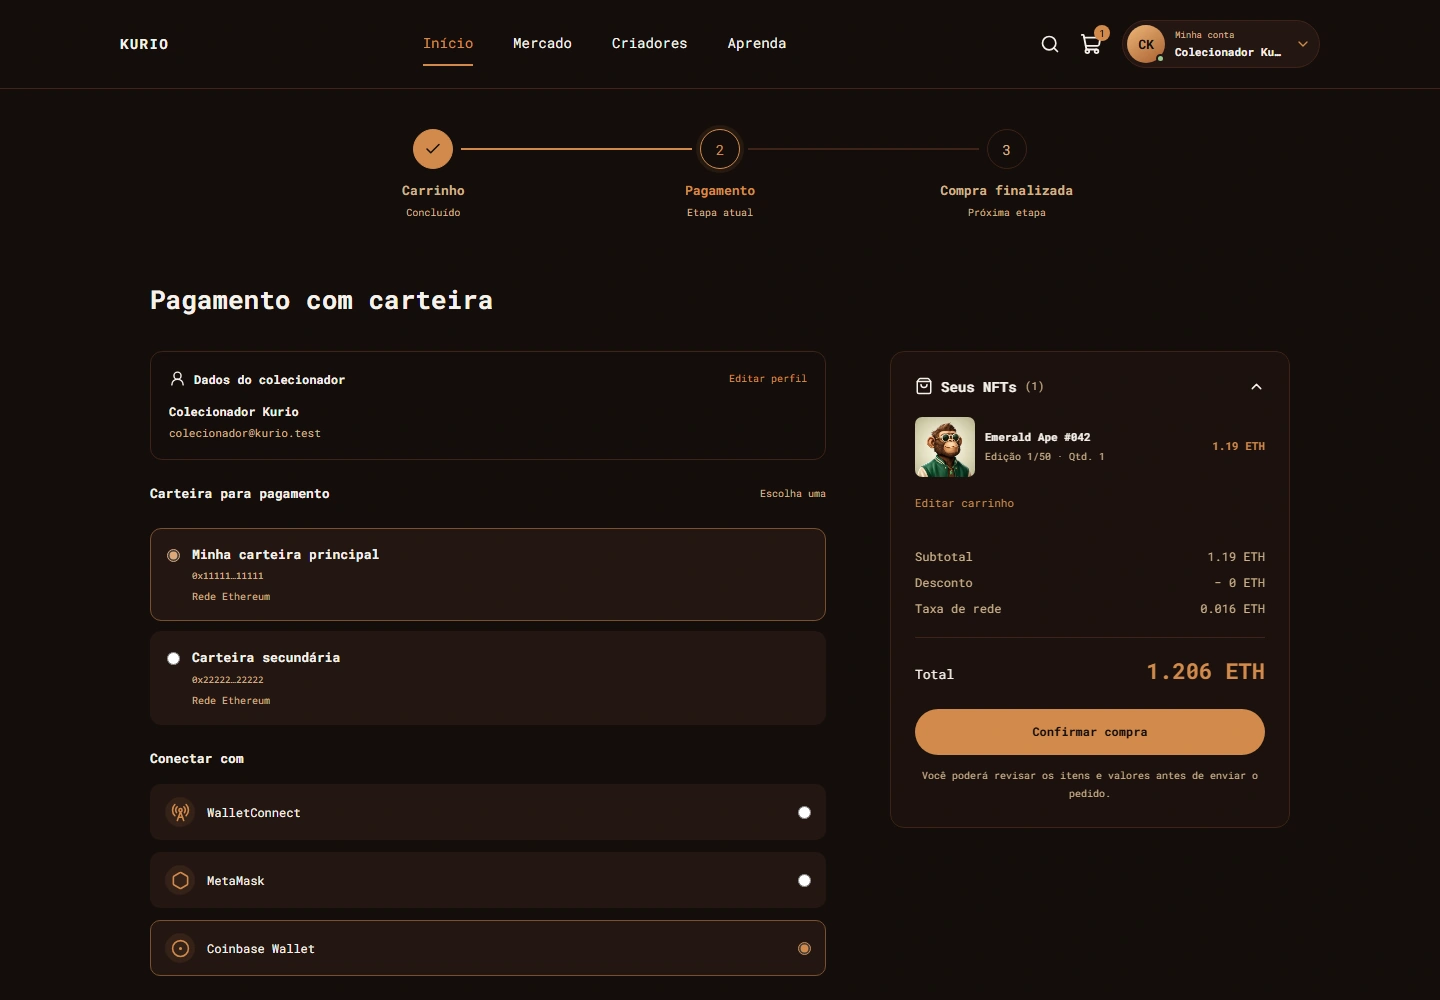 KURIO
Início
Mercado
Criadores
Aprenda
1
CK
Minha conta
Colecionador Ku…
2
3
Carrinho
Pagamento
Compra finalizada
Concluído
Etapa atual
Próxima etapa
Pagamento com carteira
Dados do colecionador
Editar perfil
Colecionador Kurio
colecionador@kurio.test
Carteira para pagamento
Escolha uma
Minha carteira principal
0x11111…11111
Rede Ethereum
Carteira secundária
0x22222…22222
Rede Ethereum
Conectar com
WalletConnect
MetaMask
Coinbase Wallet
Seus NFTs (1)
Emerald Ape #042
Edição 1/50 · Qtd. 1
1.19 ETH
Editar carrinho
Subtotal 1.19 ETH
Desconto - 0 ETH
Taxa de rede 0.016 ETH
Total 1.206 ETH
Confirmar compra
Você poderá revisar os itens e valores antes de enviar o
pedido.